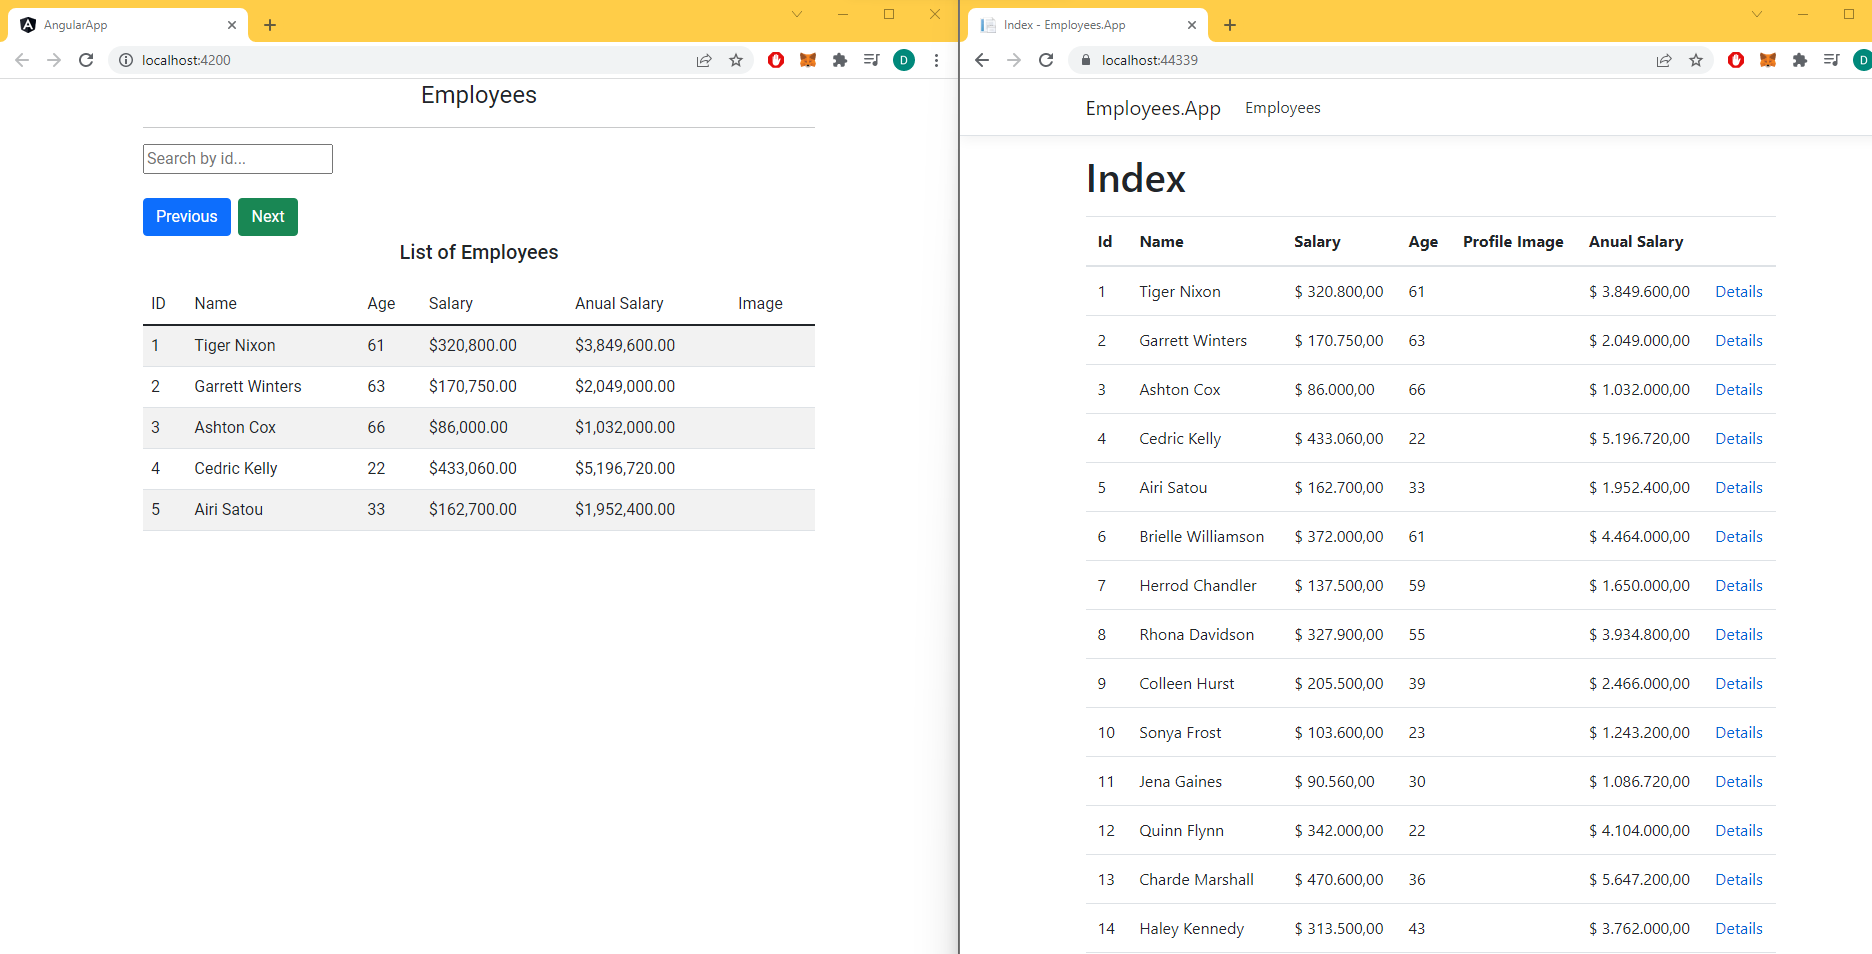 AngularApp
localhost:4200
D
Employees
Search by id...
Previous Next
List of Employees
ID Name Age Salary Anual Salary Image
1 Tiger Nixon 61 $320,800.00 $3,849,600.00
2 Garrett Winters 63 $170,750.00 $2,049,000.00
3 Ashton Cox 66 $86,000.00 $1,032,000.00
4 Cedric Kelly 22 $433,060.00 $5,196,720.00
5 Airi Satou 33 $162,700.00 $1,952,400.00
Index - Employees.App
localhost:44339
D
Employees.App Employees
Index
Id Name Salary Age Profile Image Anual Salary
1 Tiger Nixon $ 320.800,00 61 $ 3.849.600,00 Details
2 Garrett Winters $ 170.750,00 63 $ 2.049.000,00 Details
3 Ashton Cox $ 86.000,00 66 $ 1.032.000,00 Details
4 Cedric Kelly $ 433.060,00 22 $ 5.196.720,00 Details
5 Airi Satou $ 162.700,00 33 $ 1.952.400,00 Details
6 Brielle Williamson $ 372.000,00 61 $ 4.464.000,00 Details
7 Herrod Chandler $ 137.500,00 59 $ 1.650.000,00 Details
8 Rhona Davidson $ 327.900,00 55 $ 3.934.800,00 Details
9 Colleen Hurst $ 205.500,00 39 $ 2.466.000,00 Details
10 Sonya Frost $ 103.600,00 23 $ 1.243.200,00 Details
11 Jena Gaines $ 90.560,00 30 $ 1.086.720,00 Details
12 Quinn Flynn $ 342.000,00 22 $ 4.104.000,00 Details
13 Charde Marshall $ 470.600,00 36 $ 5.647.200,00 Details
14 Haley Kennedy $ 313.500,00 43 $ 3.762.000,00 Details